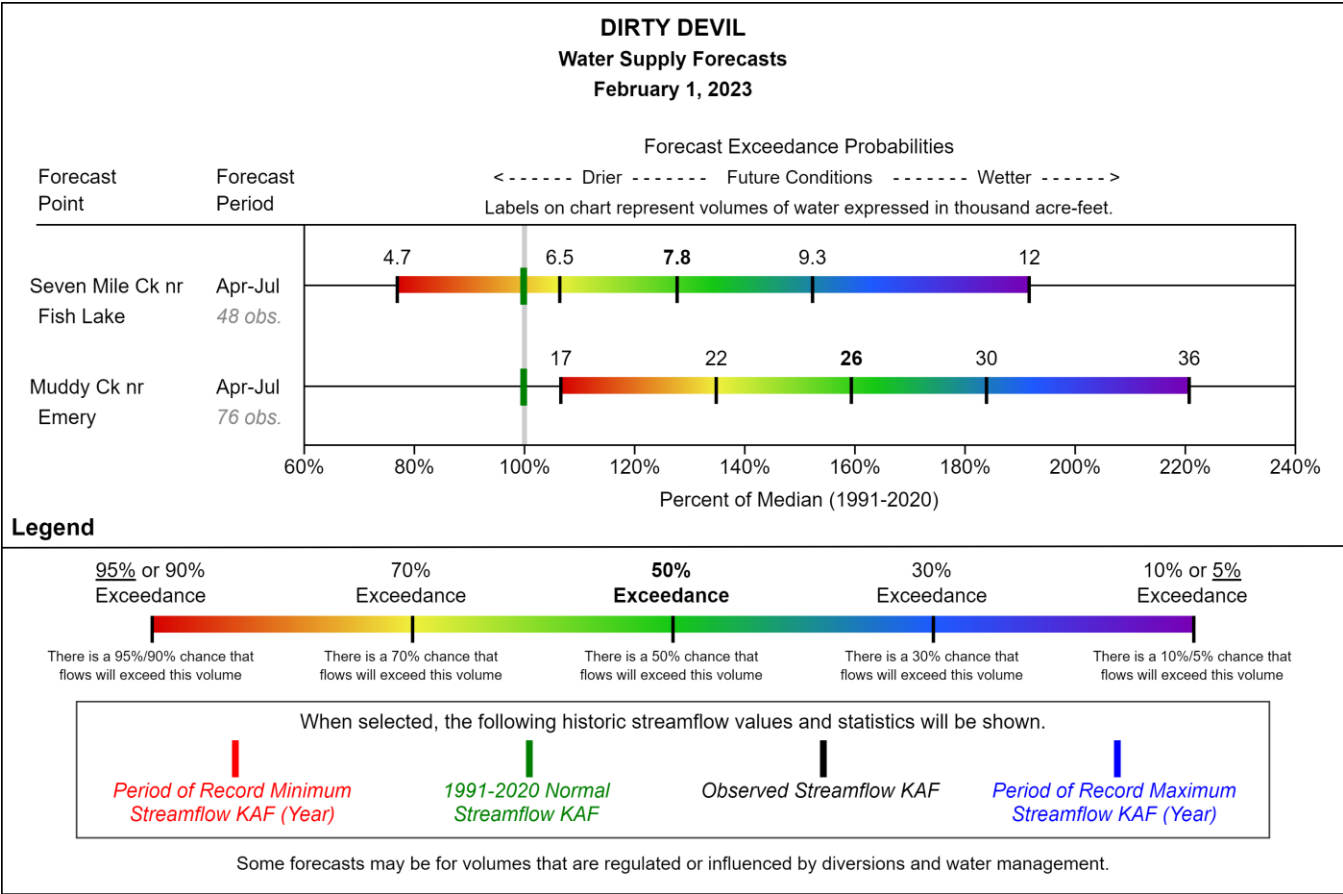 DIRTY DEVIL
Water Supply Forecasts
February 1, 2023
Forecast Exceedance Probabilities
Forecast Point
Forecast Period
< - - - - - - Drier - - - - - - - Future Conditions - - - - - - - Wetter - - - - - - >
Labels on chart represent volumes of water expressed in thousand acre-feet.
4.7 6.5 7.8 9.3 12
Seven Mile Ck nr Apr-Jul
Fish Lake 48 obs.
17 22 26 30 36
Muddy Ck nr Apr-Jul
Emery 76 obs.
60% 80% 100% 120% 140% 160% 180% 200% 220% 240%
Percent of Median (1991-2020)
Legend
95% or 90% 70% 50% 30% 10% or 5%
Exceedance Exceedance Exceedance Exceedance Exceedance
There is a 95%/90% chance that
flows will exceed this volume
There is a 70% chance that
flows will exceed this volume
There is a 50% chance that
flows will exceed this volume
There is a 30% chance that
flows will exceed this volume
There is a 10%/5% chance that
flows will exceed this volume
When selected, the following historic streamflow values and statistics will be shown.
Period of Record Minimum
Streamflow KAF (Year)
1991-2020 Normal
Streamflow KAF
Observed Streamflow KAF
Period of Record Maximum
Streamflow KAF (Year)
Some forecasts may be for volumes that are regulated or influenced by diversions and water management.